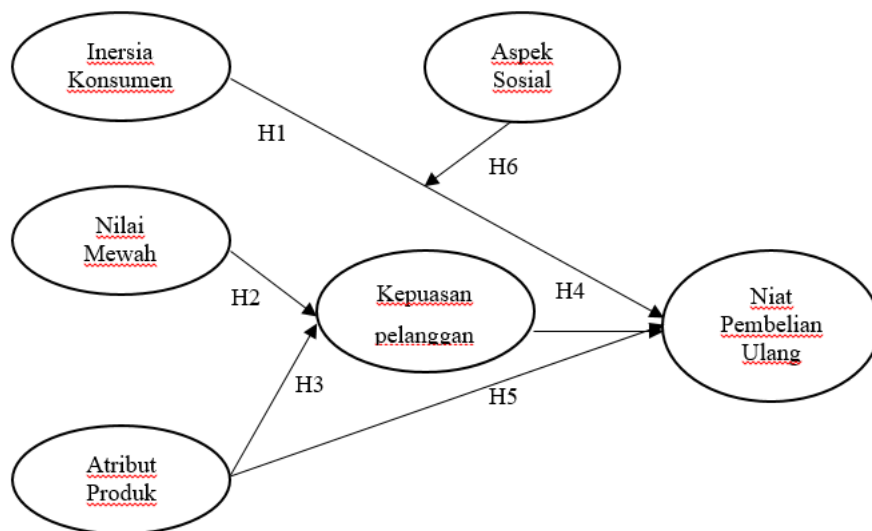 Inersia
Konsumen
Aspek
Sosial
H1
H6
Nilai
Mewah
H2
Kepuasan
pelanggan
H4
Niat
Pembelian
Ulang
H3
H5
Atribut
Produk